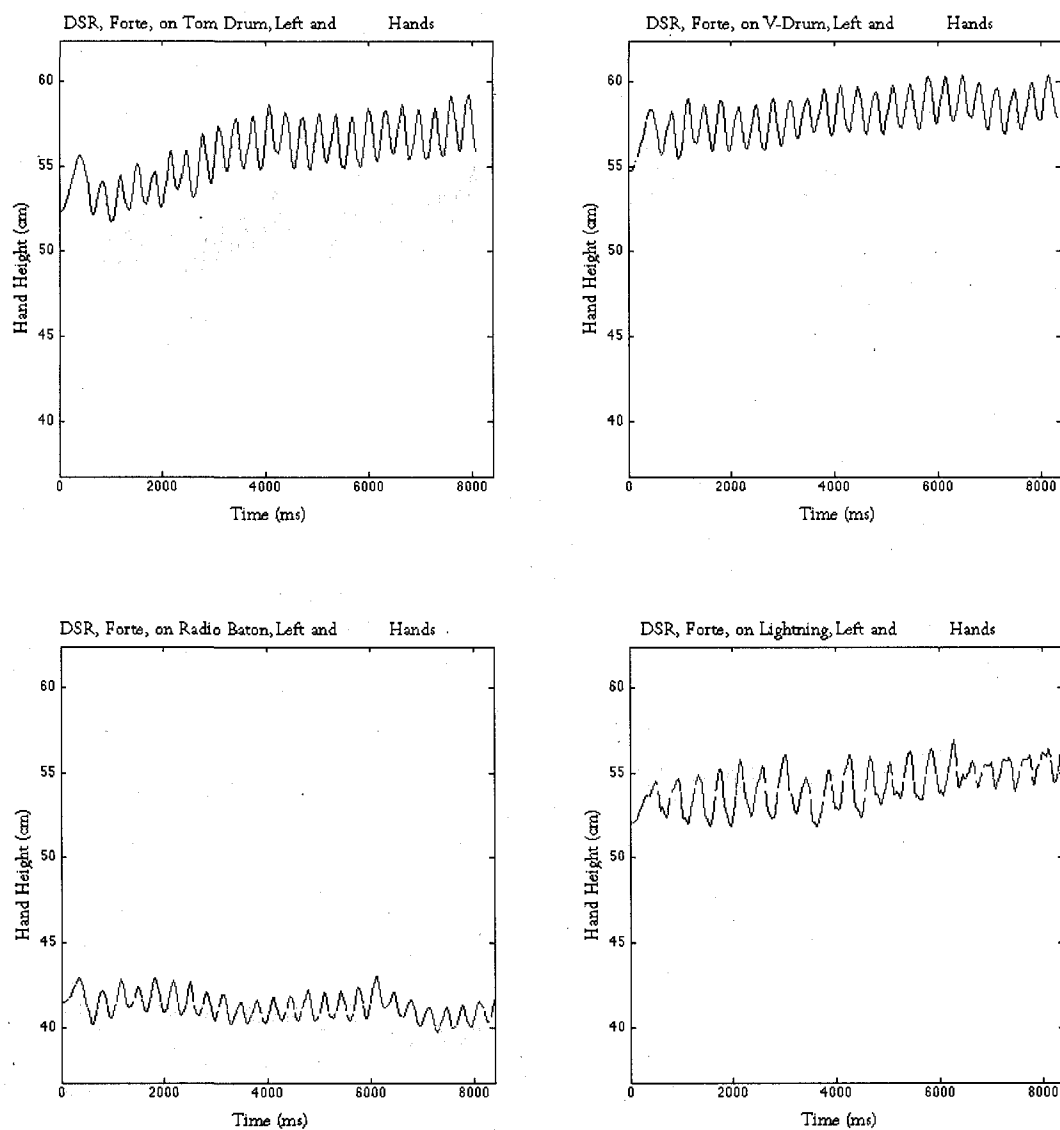 DSR, Forte, on Tom Drum, Left and Hands
60
55
50
45
40
Hand Height (cm)
0 2000 4000 6000 8000
Time (ms)
DSR, Forte, on V-Drum, Left and Hands
60
55
50
45
40
Hand Height (cm)
0 2000 4000 6000 8000
Time (ms)
DSR, Forte, on Radio Baton, Left and Hands
60
55
50
45
40
Hand Height (cm)
0 2000 4000 6000 8000
Time (ms)
DSR, Forte, on Lightning, Left and Hands
60
55
50
45
40
Hand Height (cm)
0 2000 4000 6000 8000
Time (ms)